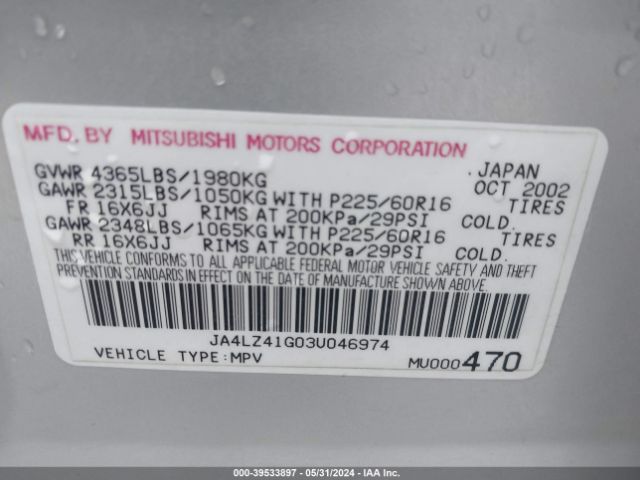 MFD. BY MITSUBISHI MOTORS CORPORATION
GVWR 4365LBS/1980KG JAPAN
GAWR 2315LBS/1050KG WITH P225/60R16 OCT 2002
FR 16X6JJ RIMS AT 200KPa/29PSI TIRES
COLD.
GAWR 2348LBS/1065KG WITH P225/60R16 TIRES
RR 16X6JJ RIMS AT 200KPa/29PSI COLD.
THIS VEHICLE CONFORMS TO ALL APPLICABLE FEDERAL MOTOR VEHICLE SAFETY AND THEFT
PREVENTION STANDARDS IN EFFECT ON THE DATE OF MANUFACTURE SHOWN ABOVE.
JA4LZ41G03U046974
VEHICLE TYPE:MPV MU000470
000-39533897 - 05/31/2024 - IAAI.CA